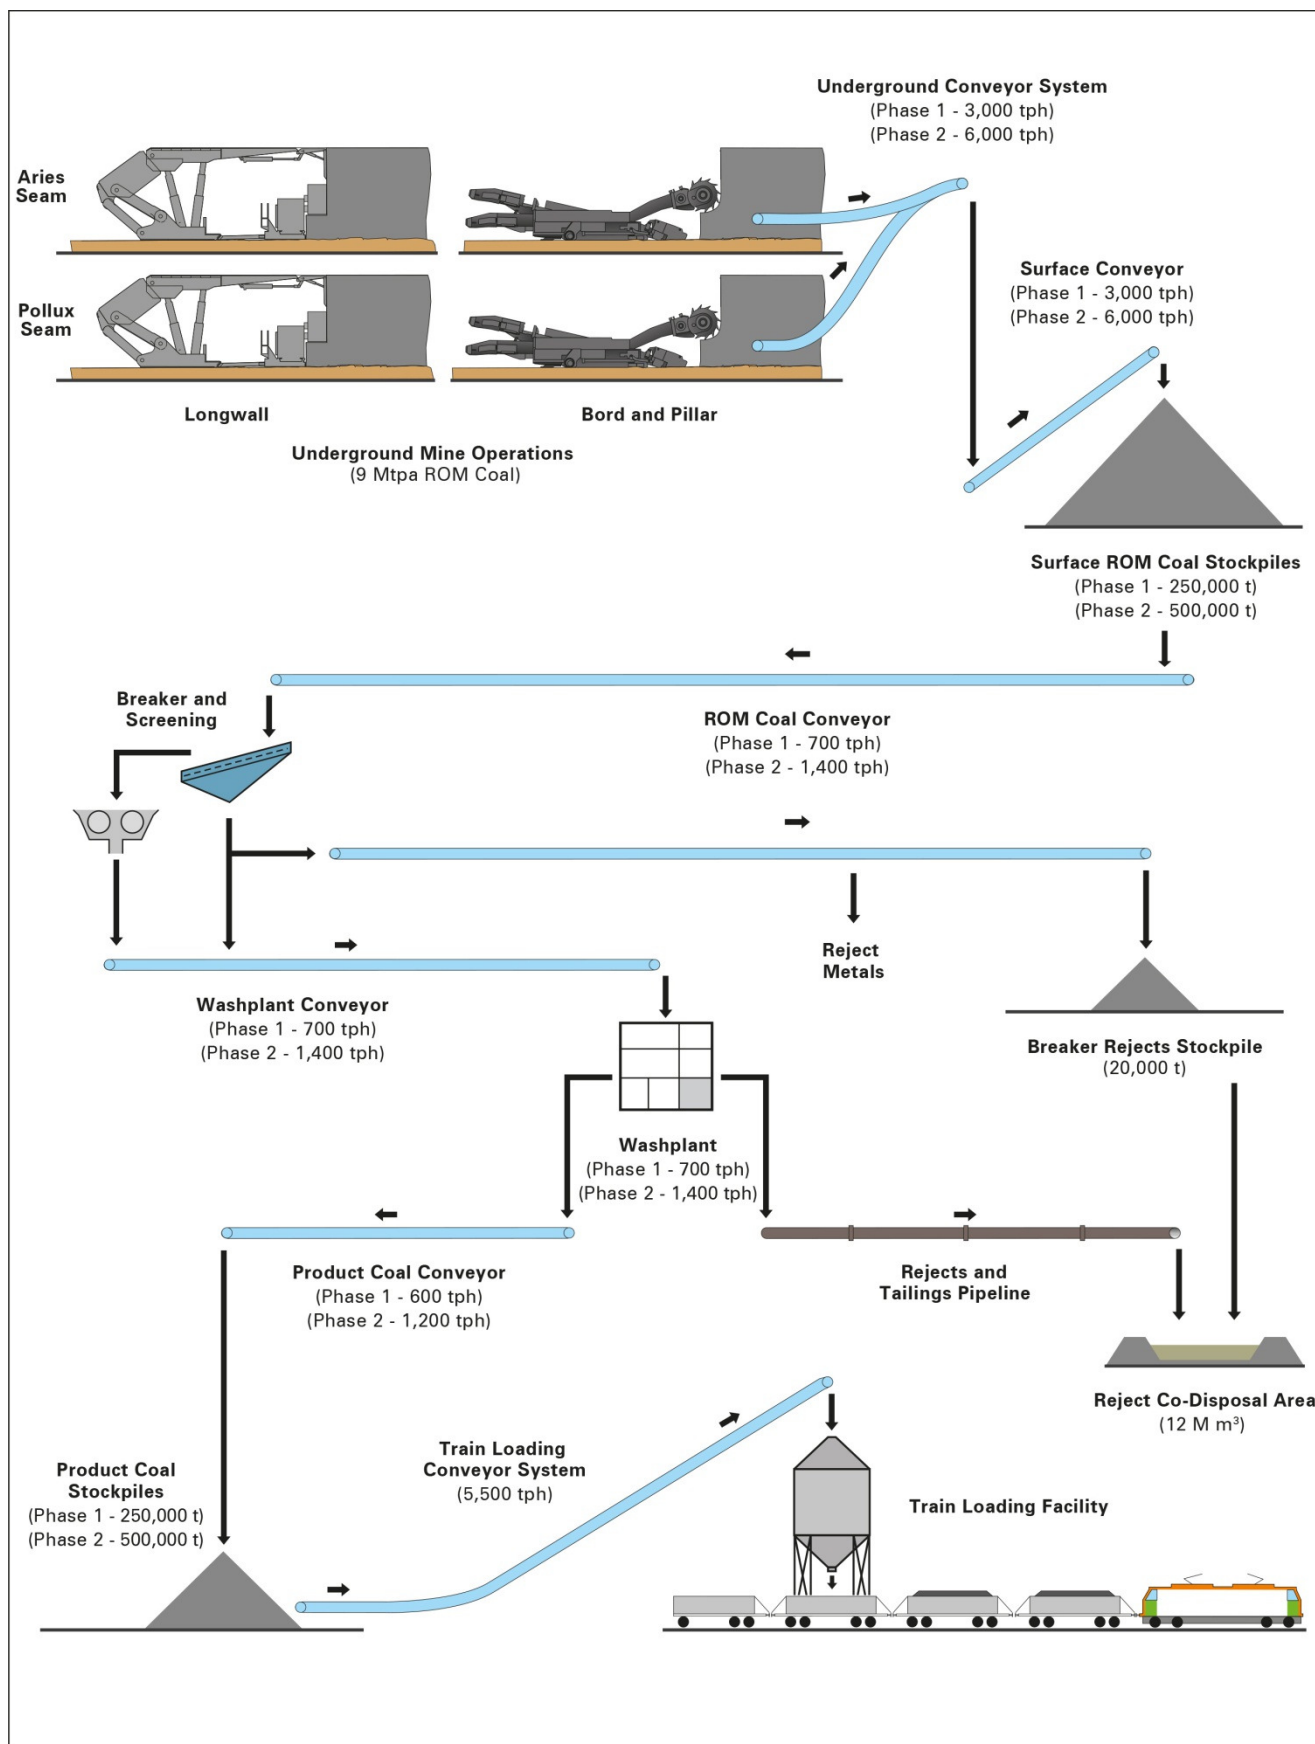 Underground Conveyor System
(Phase 1 - 3,000 tph)
(Phase 2 - 6,000 tph)
Aries
Seam
Pollux
Seam
Surface Conveyor
(Phase 1 - 3,000 tph)
(Phase 2 - 6,000 tph)
Longwall
Bord and Pillar
Underground Mine Operations
(9 Mtpa ROM Coal)
Surface ROM Coal Stockpiles
(Phase 1 - 250,000 t)
(Phase 2 - 500,000 t)
Breaker and
Screening
ROM Coal Conveyor
(Phase 1 - 700 tph)
(Phase 2 - 1,400 tph)
Reject
Metals
Washplant Conveyor
(Phase 1 - 700 tph)
(Phase 2 - 1,400 tph)
Breaker Rejects Stockpile
(20,000 t)
Washplant
(Phase 1 - 700 tph)
(Phase 2 - 1,400 tph)
Product Coal Conveyor
(Phase 1 - 600 tph)
(Phase 2 - 1,200 tph)
Rejects and
Tailings Pipeline
Reject Co-Disposal Area
(12 M m³)
Product Coal
Stockpiles
(Phase 1 - 250,000 t)
(Phase 2 - 500,000 t)
Train Loading
Conveyor System
(5,500 tph)
Train Loading Facility